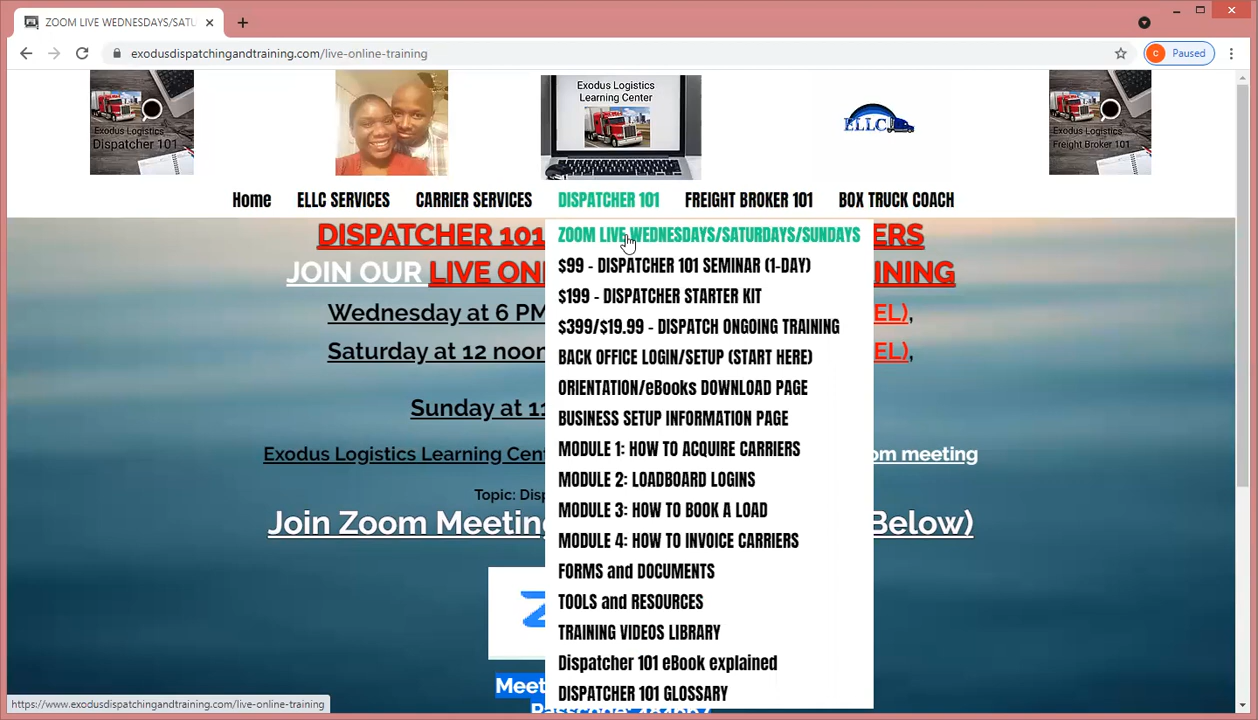 ZOOM LIVE WEDNESDAYS/SATU
exodusdispatchingandtraining.com/live-online-training
C Paused
Exodus Logistics
Dispatcher 101
Exodus Logistics
Learning Center
ELLC
Exodus Logistics
Freight Broker 101
Home ELLC SERVICES CARRIER SERVICES DISPATCHER 101 FREIGHT BROKER 101 BOX TRUCK COACH
DISPATCHER 101 ERS
JOIN OUR LIVE ONL INING
Wednesday at 6 PM EL),
Saturday at 12 noon EL),
Sunday at 11
Exodus Logistics Learning Cent om meeting
Topic: Disp
Join Zoom Meeting Below)
Meet
ZOOM LIVE WEDNESDAYS/SATURDAYS/SUNDAYS
$99 - DISPATCHER 101 SEMINAR (1-DAY)
$199 - DISPATCHER STARTER KIT
$399/$19.99 - DISPATCH ONGOING TRAINING
BACK OFFICE LOGIN/SETUP (START HERE)
ORIENTATION/eBooks DOWNLOAD PAGE
BUSINESS SETUP INFORMATION PAGE
MODULE 1: HOW TO ACQUIRE CARRIERS
MODULE 2: LOADBOARD LOGINS
MODULE 3: HOW TO BOOK A LOAD
MODULE 4: HOW TO INVOICE CARRIERS
FORMS and DOCUMENTS
TOOLS and RESOURCES
TRAINING VIDEOS LIBRARY
Dispatcher 101 eBook explained
DISPATCHER 101 GLOSSARY
https://www.exodusdispatchingandtraining.com/live-online-training